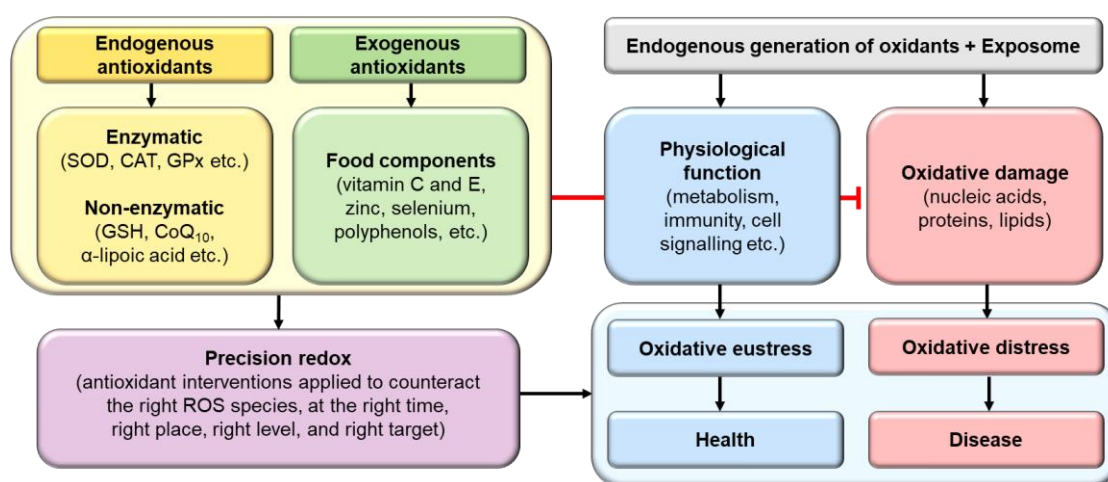 Endogenous
antioxidants
Exogenous
antioxidants
Endogenous generation of oxidants + Exposome
Enzymatic
(SOD, CAT, GPx etc.)
Non-enzymatic
(GSH, CoQ₁₀,
α-lipoic acid etc.)
Food components
(vitamin C and E,
zinc, selenium,
polyphenols, etc.)
Physiological
function
(metabolism,
immunity, cell
signalling etc.)
Oxidative damage
(nucleic acids,
proteins, lipids)
Precision redox
(antioxidant interventions applied to counteract
the right ROS species, at the right time,
right place, right level, and right target)
Oxidative eustress
Oxidative distress
Health
Disease